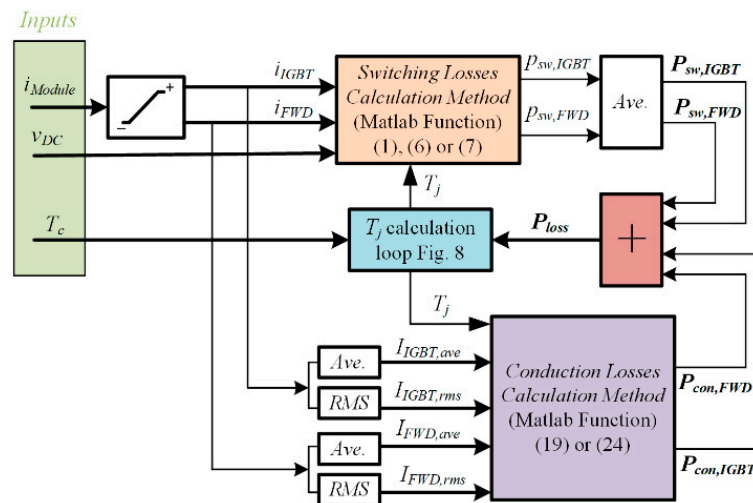 Inputs
i_Module
v_DC
T_c
+
−
i_IGBT
i_FWD
Switching Losses
Calculation Method
(Matlab Function)
(1), (6) or (7)
p_sw,IGBT
p_sw,FWD
Ave.
P_sw,IGBT
P_sw,FWD
T_j
T_j calculation
loop Fig. 8
P_loss
+
T_j
Ave.
RMS
Ave.
RMS
I_IGBT,ave
I_IGBT,rms
I_FWD,ave
I_FWD,rms
Conduction Losses
Calculation Method
(Matlab Function)
(19) or (24)
P_con,FWD
P_con,IGBT